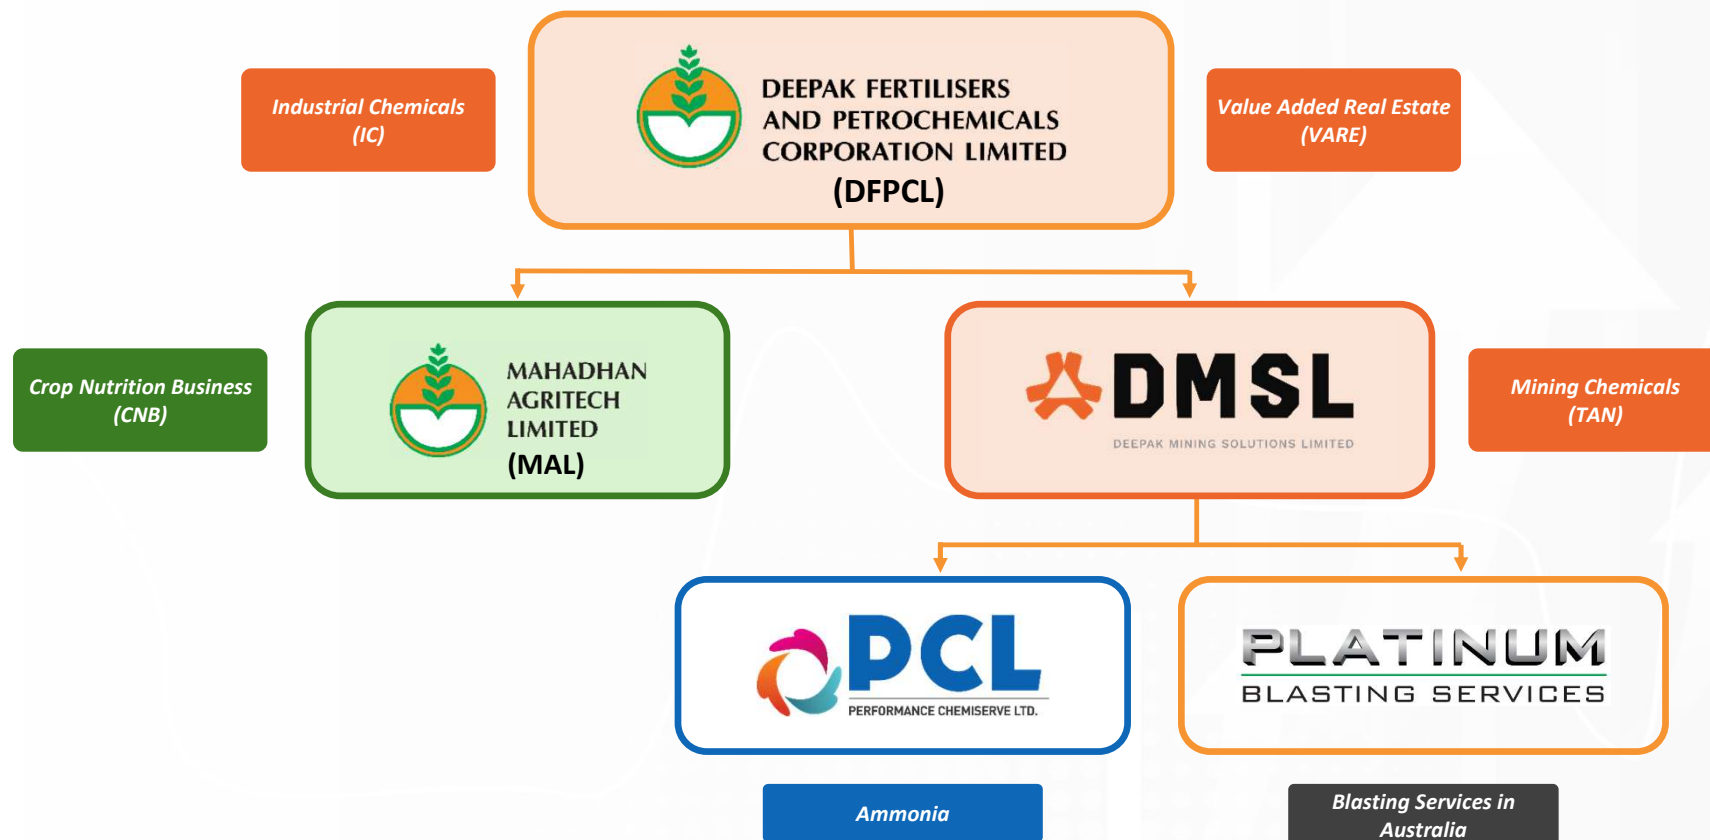 Industrial Chemicals
(IC)
DEEPAK FERTILISERS
AND PETROCHEMICALS
CORPORATION LIMITED
(DFPCL)
Value Added Real Estate
(VARE)
Crop Nutrition Business
(CNB)
MAHADHAN
AGRITECH
LIMITED
(MAL)
DMSL
DEEPAK MINING SOLUTIONS LIMITED
Mining Chemicals
(TAN)
PCL
PERFORMANCE CHEMISERVE LTD.
PLATINUM
BLASTING SERVICES
Ammonia
Blasting Services in
Australia